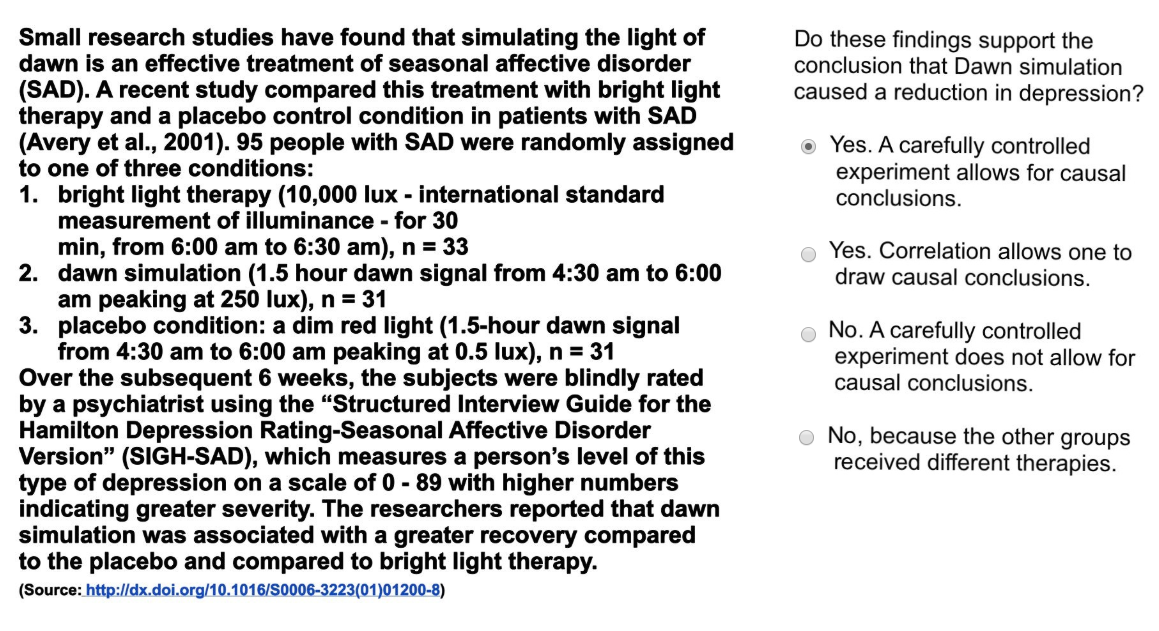 Small research studies have found that simulating the light of
dawn is an effective treatment of seasonal affective disorder
(SAD). A recent study compared this treatment with bright light
therapy and a placebo control condition in patients with SAD
(Avery et al., 2001). 95 people with SAD were randomly assigned
to one of three conditions:
1. bright light therapy (10,000 lux - international standard
measurement of illuminance - for 30
min, from 6:00 am to 6:30 am), n = 33
2. dawn simulation (1.5 hour dawn signal from 4:30 am to 6:00
am peaking at 250 lux), n = 31
3. placebo condition: a dim red light (1.5-hour dawn signal
from 4:30 am to 6:00 am peaking at 0.5 lux), n = 31
Over the subsequent 6 weeks, the subjects were blindly rated
by a psychiatrist using the “Structured Interview Guide for the
Hamilton Depression Rating-Seasonal Affective Disorder
Version” (SIGH-SAD), which measures a person’s level of this
type of depression on a scale of 0 - 89 with higher numbers
indicating greater severity. The researchers reported that dawn
simulation was associated with a greater recovery compared
to the placebo and compared to bright light therapy.
(Source: http://dx.doi.org/10.1016/S0006-3223(01)01200-8)
Do these findings support the
conclusion that Dawn simulation
caused a reduction in depression?
Yes. A carefully controlled
experiment allows for causal
conclusions.
Yes. Correlation allows one to
draw causal conclusions.
No. A carefully controlled
experiment does not allow for
causal conclusions.
No, because the other groups
received different therapies.